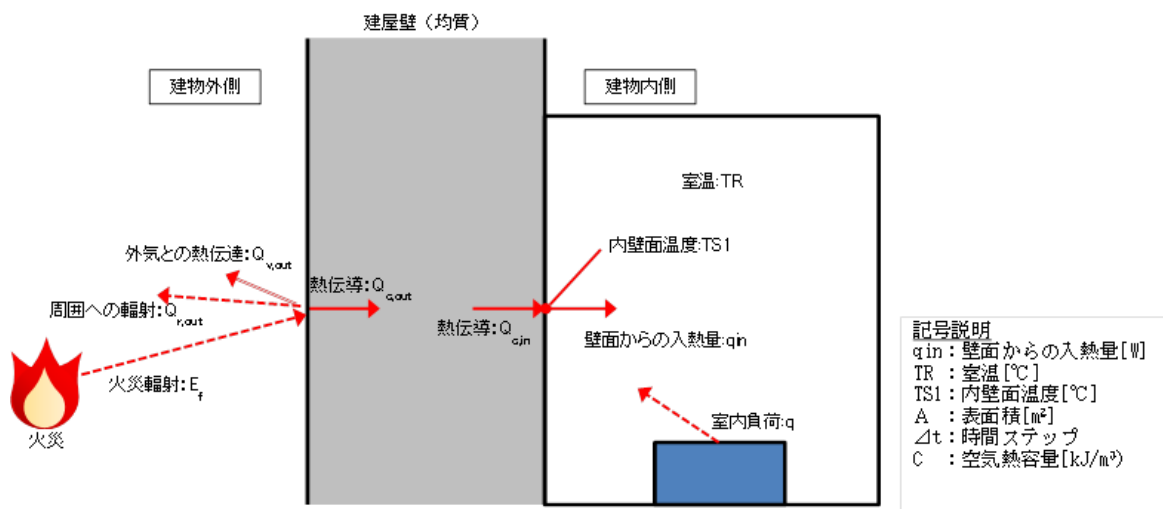 建屋壁（均質）
建物外側
建物内側
室温:TR
外気との熱伝達:Qv,out
周囲への輻射:Qr,out
火災輻射:Ef
火災
熱伝導:Qc,out
熱伝導:Qc,in
内壁面温度:TS1
壁面からの入熱量:qin
室内負荷:q
記号説明
qin：壁面からの入熱量[W]
TR ：室温[℃]
TS1：内壁面温度[℃]
A ：表面積[m²]
⊿t：時間ステップ
C ：空気熱容量[kJ/m³)